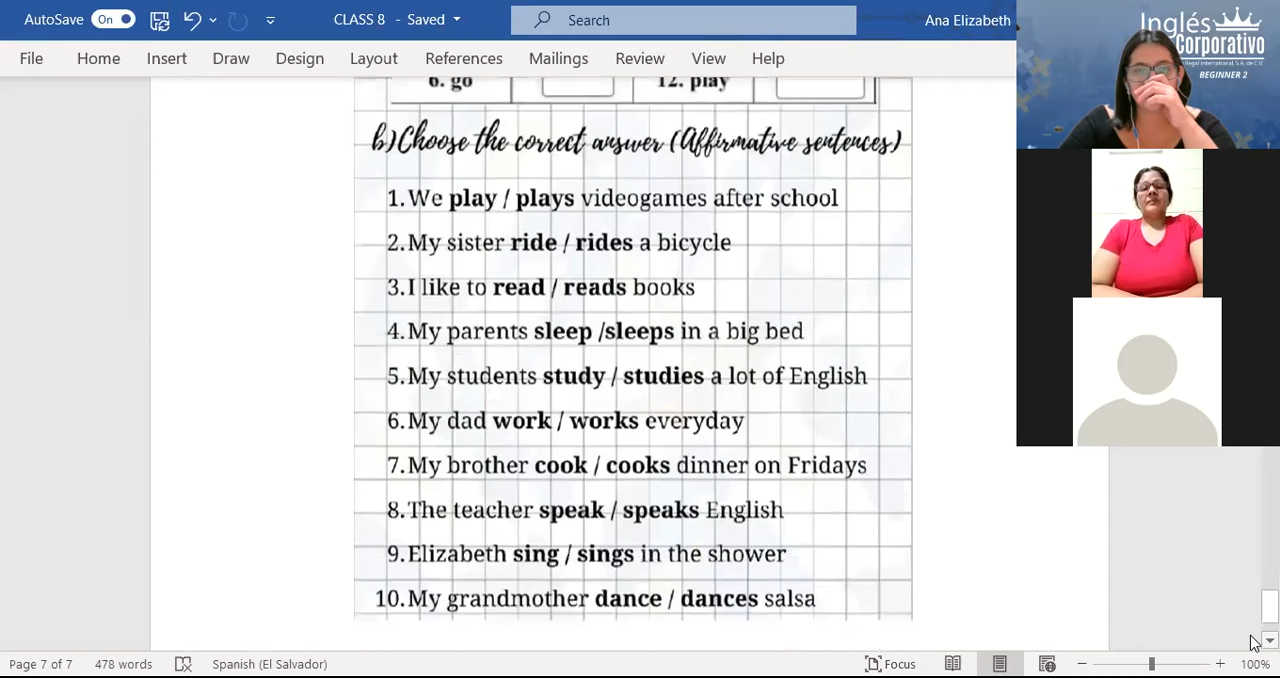 AutoSave On CLASS 8 - Saved Search Ana Elizabeth
File Home Insert Draw Design Layout References Mailings Review View Help
Inglés
Corporativo
Regal International, S.A. de C.V.
BEGINNER 2
6. go 12. play
b)Choose the correct answer (Affirmative sentences)
1. We play / plays videogames after school
2. My sister ride / rides a bicycle
3. I like to read / reads books
4. My parents sleep /sleeps in a big bed
5. My students study / studies a lot of English
6. My dad work / works everyday
7. My brother cook / cooks dinner on Fridays
8. The teacher speak / speaks English
9. Elizabeth sing / sings in the shower
10. My grandmother dance / dances salsa
Page 7 of 7 478 words Spanish (El Salvador) Focus 100%